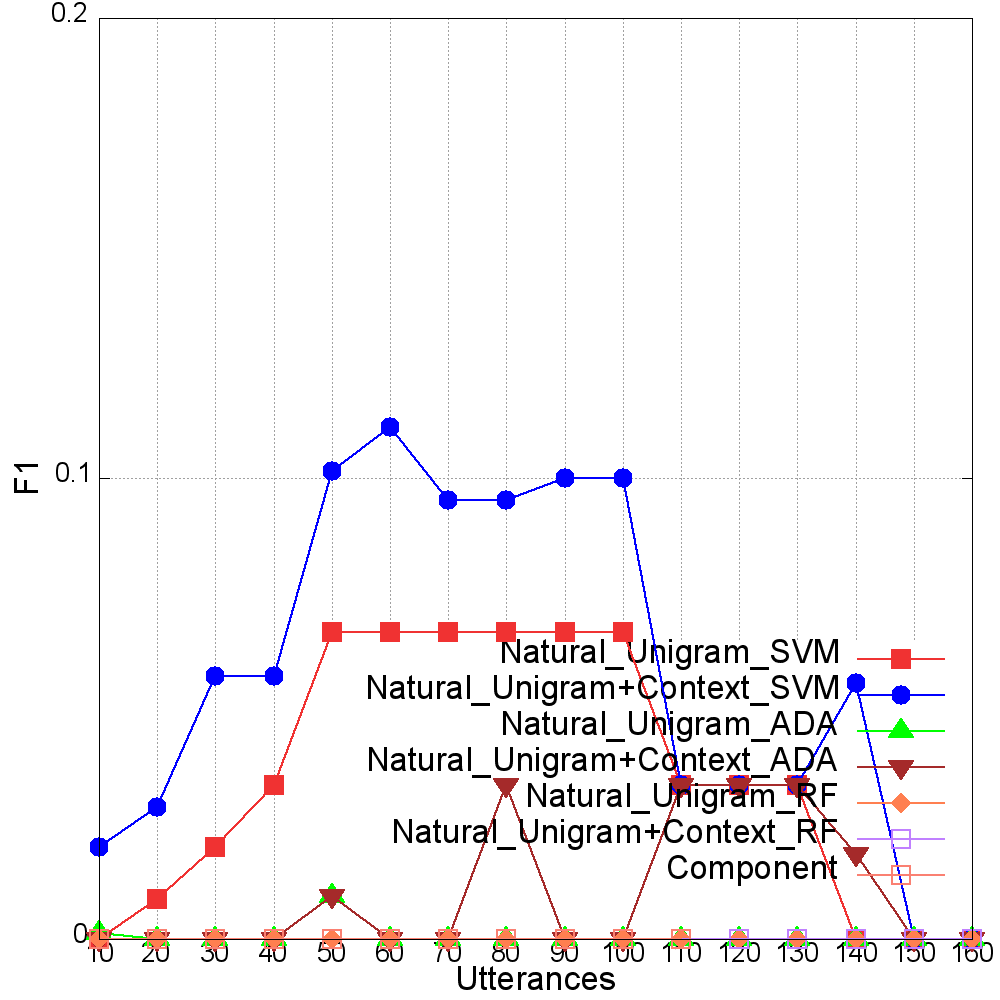 0.2
F1
0.1
Natural_Unigram_SVM
Natural_Unigram+Context_SVM
Natural_Unigram_ADA
Natural_Unigram+Context_ADA
Natural_Unigram_RF
Natural_Unigram+Context_RF
Component
0
10 20 30 40 50 60 70 80 90 100 110 120 130 140 150 160
Utterances